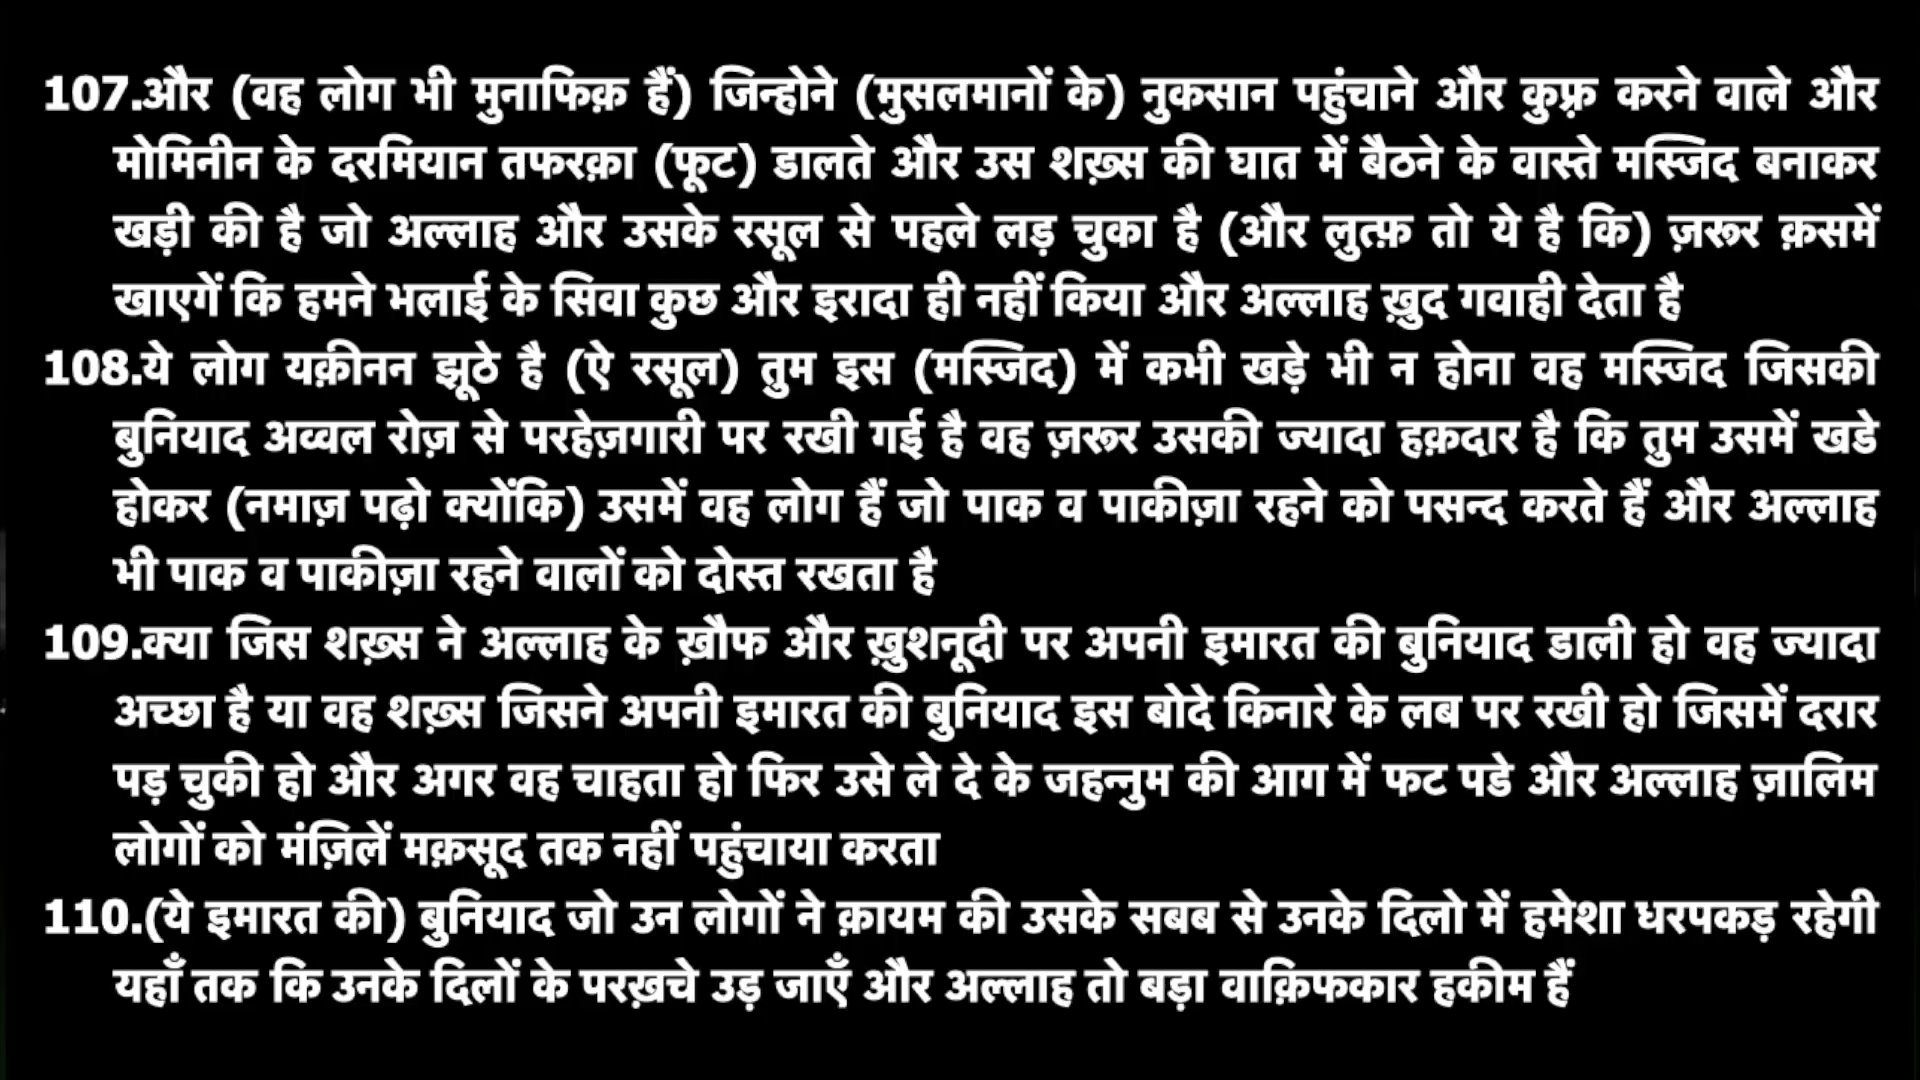 107.और (वह लोग भी मुनाफिक़ हैं) जिन्होने (मुसलमानों के) नुकसान पहुंचाने और कुफ़्र करने वाले और
मोमिनीन के दरमियान तफरक़ा (फूट) डालते और उस शख़्स की घात में बैठने के वास्ते मस्जिद बनाकर
खड़ी की है जो अल्लाह और उसके रसूल से पहले लड़ चुका है (और लुत्फ़ तो ये है कि) ज़रूर क़समें
खाएगें कि हमने भलाई के सिवा कुछ और इरादा ही नहीं किया और अल्लाह ख़ुद गवाही देता है
108.ये लोग यक़ीनन झूठे है (ऐ रसूल) तुम इस (मस्जिद) में कभी खड़े भी न होना वह मस्जिद जिसकी
बुनियाद अव्वल रोज़ से परहेज़गारी पर रखी गई है वह ज़रूर उसकी ज्यादा हक़दार है कि तुम उसमें खडे
होकर (नमाज़ पढ़ो क्योंकि) उसमें वह लोग हैं जो पाक व पाकीज़ा रहने को पसन्द करते हैं और अल्लाह
भी पाक व पाकीज़ा रहने वालों को दोस्त रखता है
109.क्या जिस शख़्स ने अल्लाह के ख़ौफ और ख़ुशनूदी पर अपनी इमारत की बुनियाद डाली हो वह ज्यादा
अच्छा है या वह शख़्स जिसने अपनी इमारत की बुनियाद इस बोदे किनारे के लब पर रखी हो जिसमें दरार
पड़ चुकी हो और अगर वह चाहता हो फिर उसे ले दे के जहन्नुम की आग में फट पडे और अल्लाह ज़ालिम
लोगों को मंज़िलें मक़सूद तक नहीं पहुंचाया करता
110.(ये इमारत की) बुनियाद जो उन लोगों ने क़ायम की उसके सबब से उनके दिलो में हमेशा धरपकड़ रहेगी
यहाँ तक कि उनके दिलों के परख़चे उड़ जाएँ और अल्लाह तो बड़ा वाक़िफकार हकीम हैं